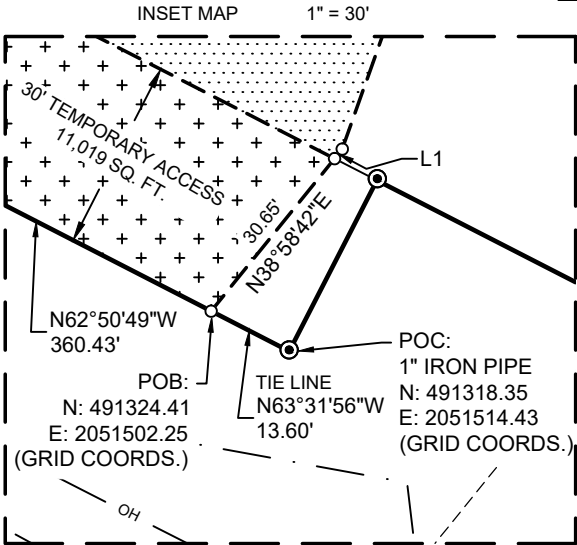 INSET MAP 1" = 30'
30' TEMPORARY ACCESS
11,019 SQ. FT.
L1
30.65'
N38°58'42"E
N62°50'49"W
360.43'
POB:
N: 491324.41
E: 2051502.25
(GRID COORDS.)
TIE LINE
N63°31'56"W
13.60'
POC:
1" IRON PIPE
N: 491318.35
E: 2051514.43
(GRID COORDS.)
OH